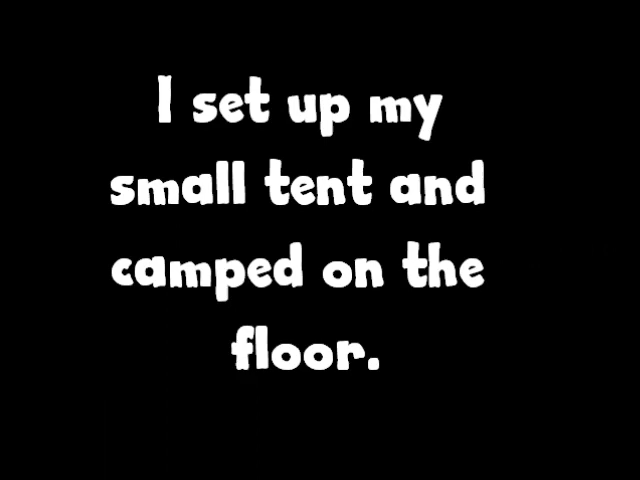 I set up my
small tent and
camped on the
floor.